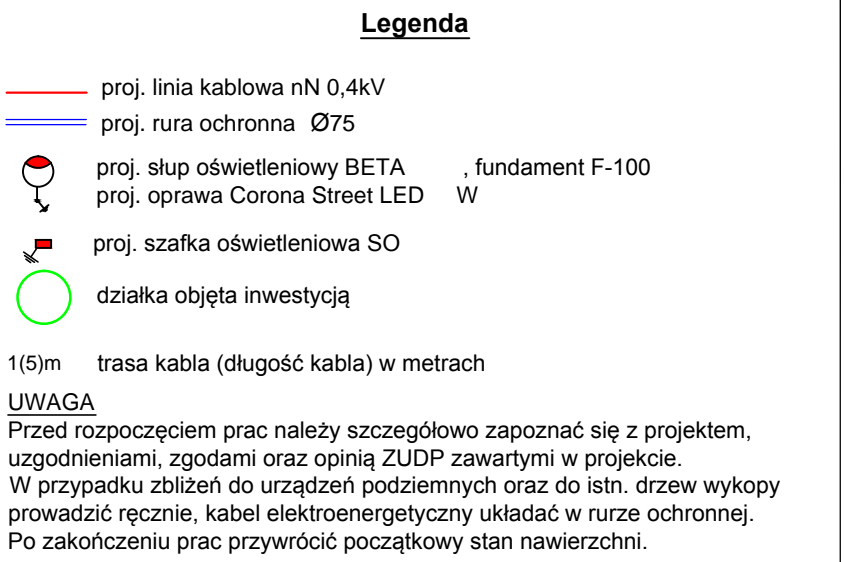 Legenda
proj. linia kablowa nN 0,4kV
proj. rura ochronna Ø75
proj. słup oświetleniowy BETA , fundament F-100
proj. oprawa Corona Street LED W
proj. szafka oświetleniowa SO
działka objęta inwestycją
1(5)m trasa kabla (długość kabla) w metrach
UWAGA
Przed rozpoczęciem prac należy szczegółowo zapoznać się z projektem,
uzgodnieniami, zgodami oraz opinią ZUDP zawartymi w projekcie.
W przypadku zbliżeń do urządzeń podziemnych oraz do istn. drzew wykopy
prowadzić ręcznie, kabel elektroenergetyczny układać w rurze ochronnej.
Po zakończeniu prac przywrócić początkowy stan nawierzchni.